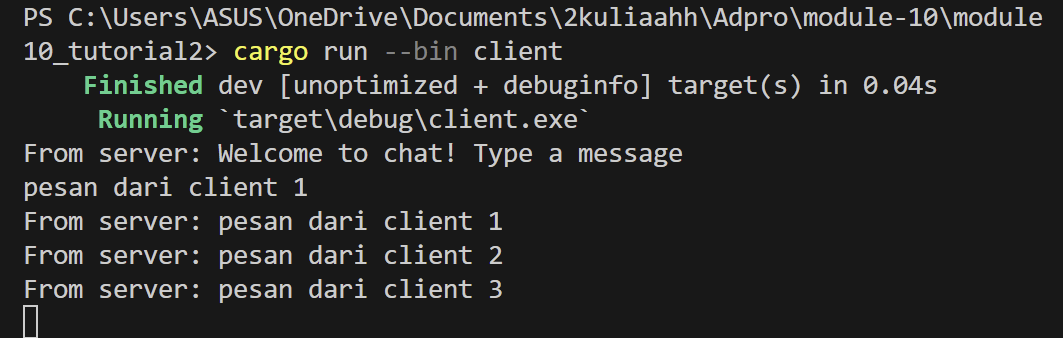 PS C:\Users\ASUS\OneDrive\Documents\2kuliaahh\Adpro\module-10\module
10_tutorial2> cargo run --bin client
    Finished dev [unoptimized + debuginfo] target(s) in 0.04s
     Running `target\debug\client.exe`
From server: Welcome to chat! Type a message
pesan dari client 1
From server: pesan dari client 1
From server: pesan dari client 2
From server: pesan dari client 3